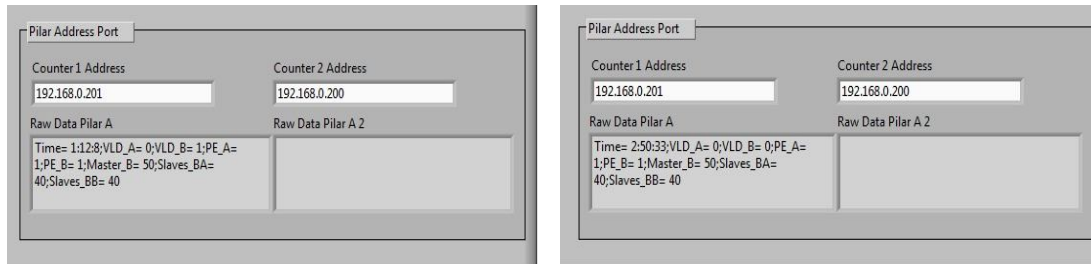 Pilar Address Port
Counter 1 Address
Counter 2 Address
192.168.0.201
192.168.0.200
Raw Data Pilar A
Raw Data Pilar A 2
Time= 1:12:8;VLD_A= 0;VLD_B= 1;PE_A=
1;PE_B= 1;Master_B= 50;Slaves_BA=
40;Slaves_BB= 40
Pilar Address Port
Counter 1 Address
Counter 2 Address
192.168.0.201
192.168.0.200
Raw Data Pilar A
Raw Data Pilar A 2
Time= 2:50:33;VLD_A= 0;VLD_B= 0;PE_A=
1;PE_B= 1;Master_B= 50;Slaves_BA=
40;Slaves_BB= 40